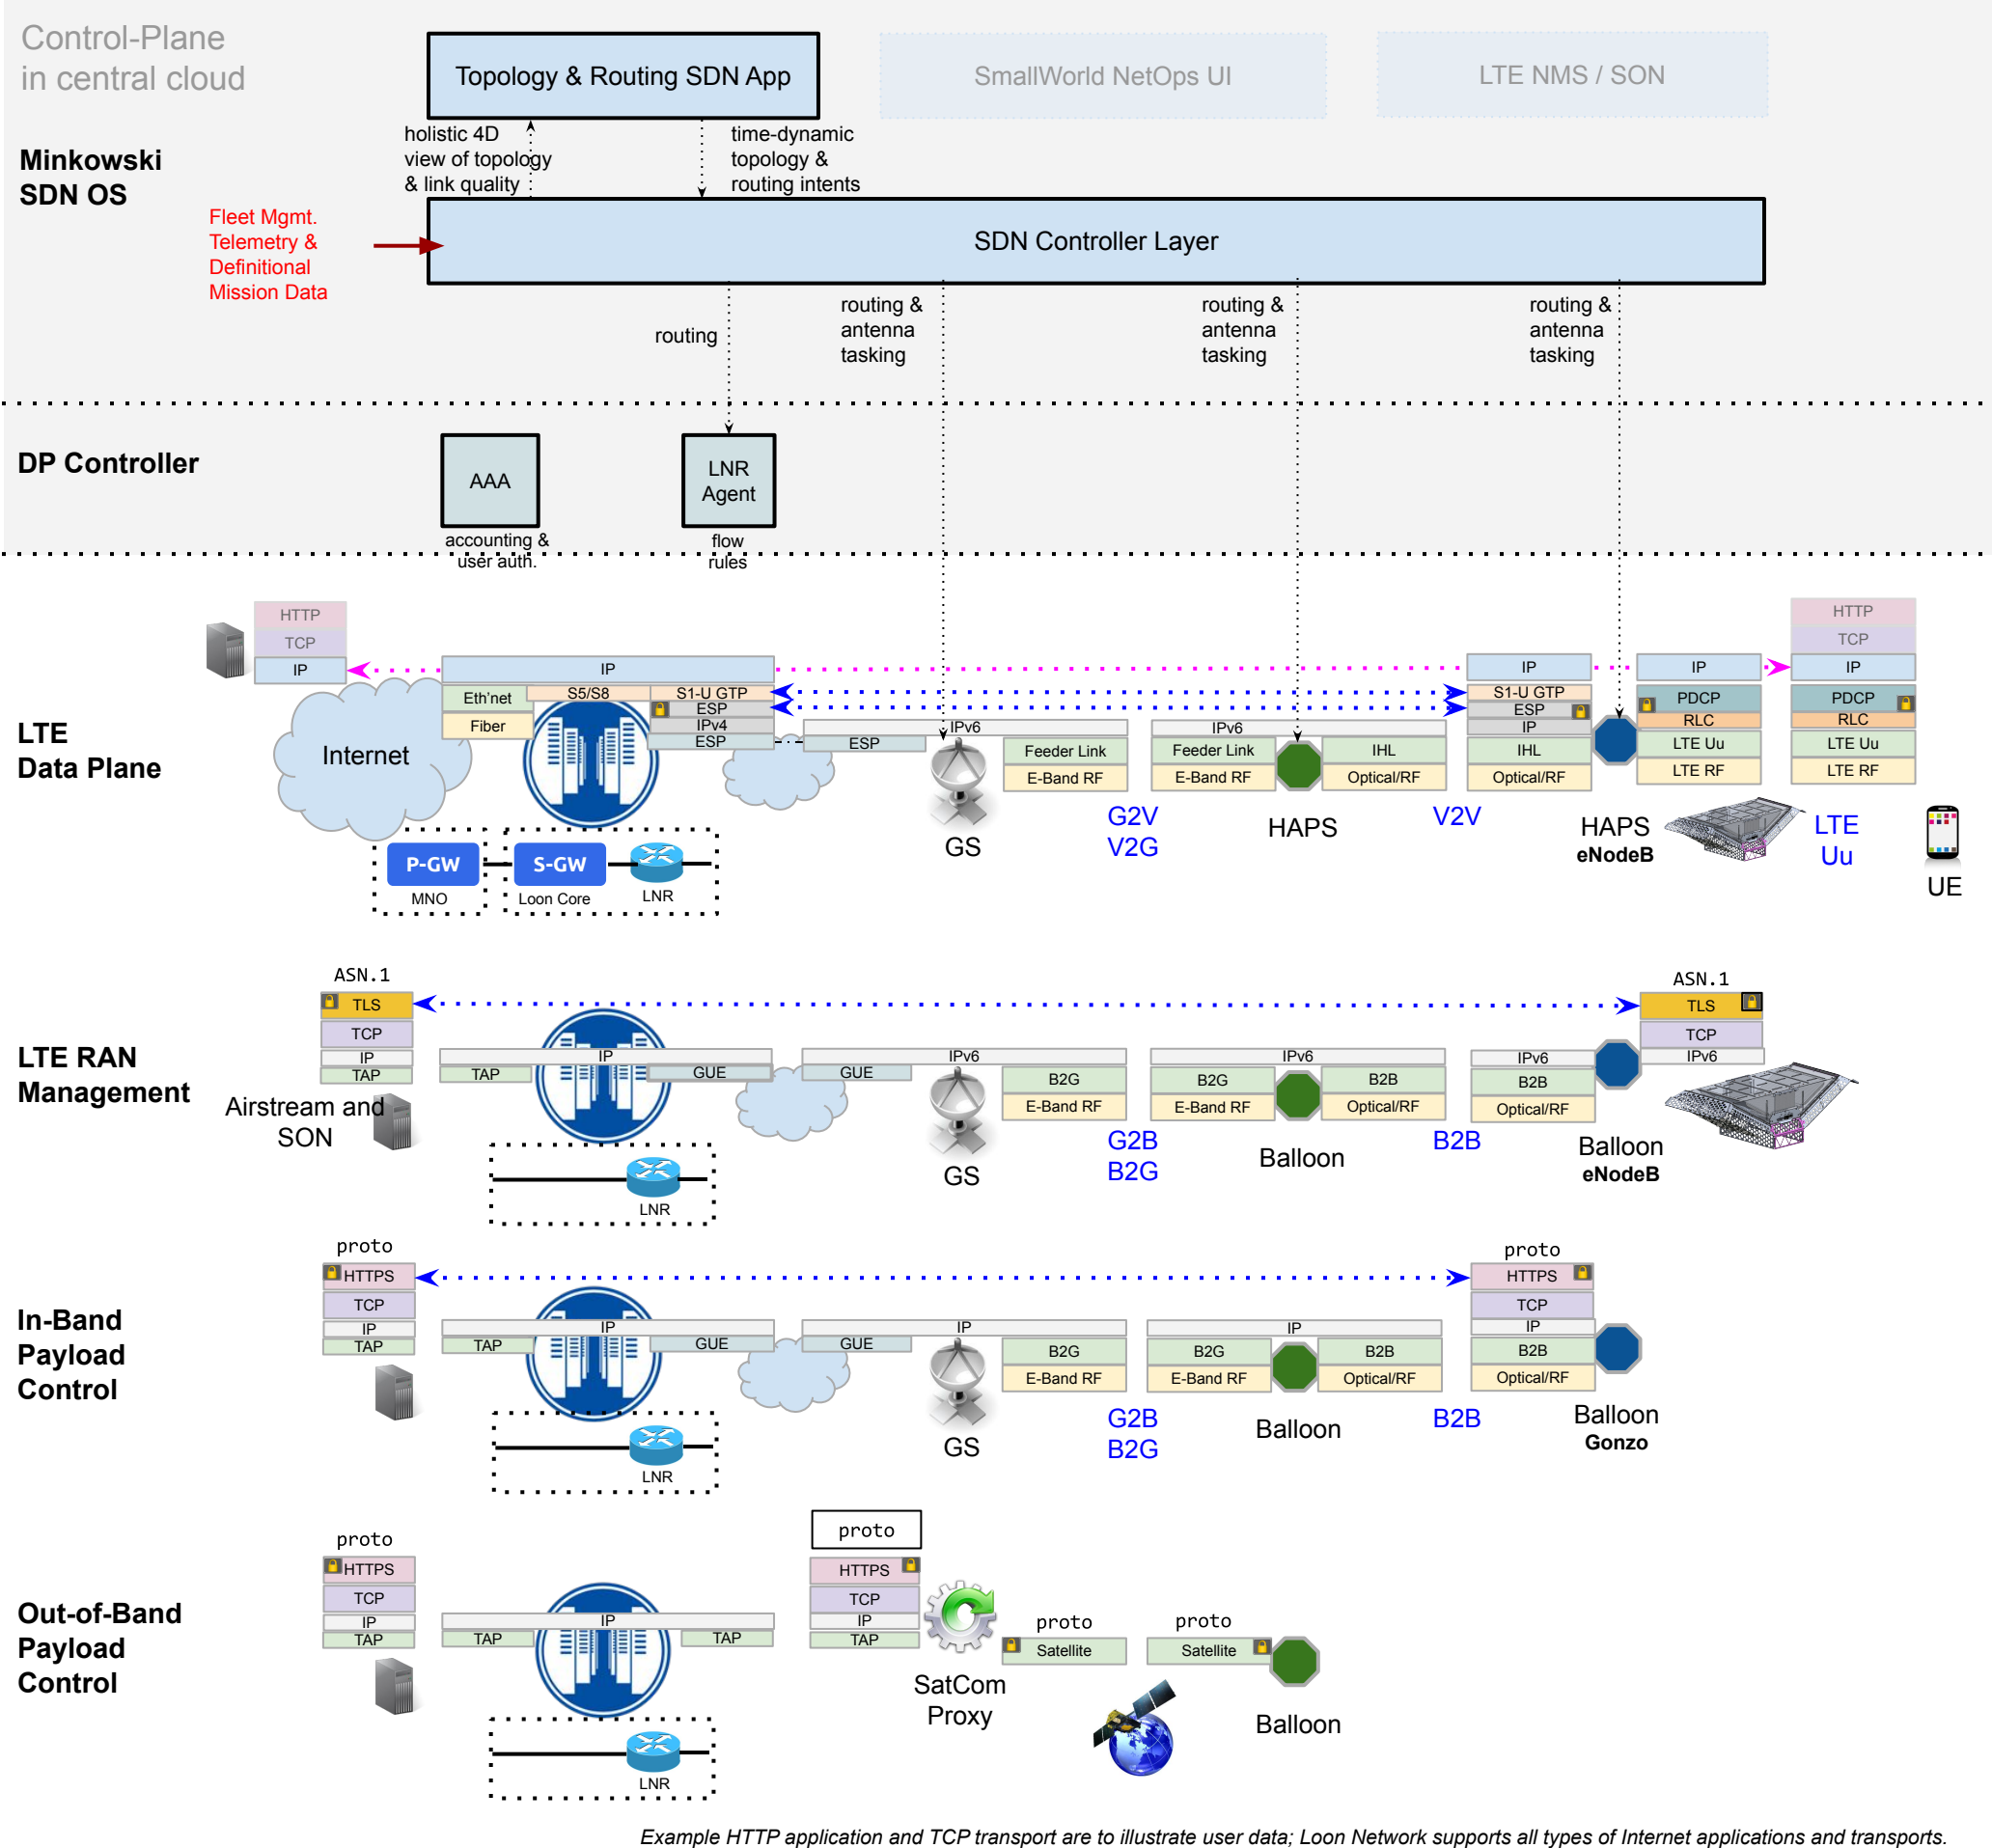 Control-Plane
in central cloud
Topology & Routing SDN App
SmallWorld NetOps UI
LTE NMS / SON
Minkowski
SDN OS
holistic 4D
view of topology
& link quality
time-dynamic
topology &
routing intents
Fleet Mgmt.
Telemetry &
Definitional
Mission Data
SDN Controller Layer
routing
routing &
antenna
tasking
routing &
antenna
tasking
routing &
antenna
tasking
DP Controller
AAA
LNR
Agent
accounting &
user auth.
flow
rules
LTE
Data Plane
HTTP
TCP
IP
Internet
IP
Eth'net
Fiber
S5/S8
S1-U GTP
ESP
IPv4
ESP
ESP
IPv6
Feeder Link
E-Band RF
GS
G2V
V2G
IPv6
Feeder Link
E-Band RF
IHL
Optical/RF
HAPS
V2V
IP
S1-U GTP
ESP
IP
IHL
Optical/RF
HAPS
eNodeB
IP
PDCP
RLC
LTE Uu
LTE RF
LTE
Uu
HTTP
TCP
IP
PDCP
RLC
LTE Uu
LTE RF
UE
P-GW
MNO
S-GW
Loon Core
LNR
LTE RAN
Management
ASN.1
TLS
TCP
IP
TAP
Airstream and
SON
IP
TAP
GUE
LNR
GUE
IPv6
B2G
E-Band RF
GS
G2B
B2G
IPv6
B2G
E-Band RF
B2B
Optical/RF
Balloon
B2B
IPv6
B2B
Optical/RF
Balloon
eNodeB
ASN.1
TLS
TCP
IPv6
In-Band
Payload
Control
proto
HTTPS
TCP
IP
TAP
IP
TAP
GUE
LNR
GUE
IP
B2G
E-Band RF
GS
G2B
B2G
IP
B2G
E-Band RF
B2B
Optical/RF
Balloon
B2B
proto
HTTPS
TCP
IP
B2B
Optical/RF
Balloon
Gonzo
Out-of-Band
Payload
Control
proto
HTTPS
TCP
IP
TAP
IP
TAP
TAP
LNR
proto
HTTPS
TCP
IP
TAP
SatCom
Proxy
proto
Satellite
proto
Satellite
Balloon
Example HTTP application and TCP transport are to illustrate user data; Loon Network supports all types of Internet applications and transports.